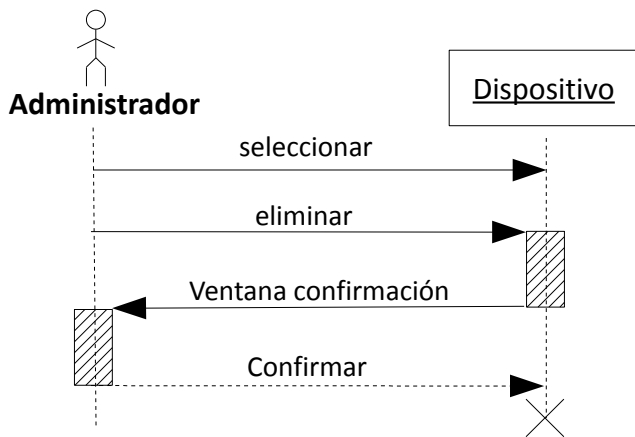 Administrador
Dispositivo
seleccionar
eliminar
Ventana confirmación
Confirmar